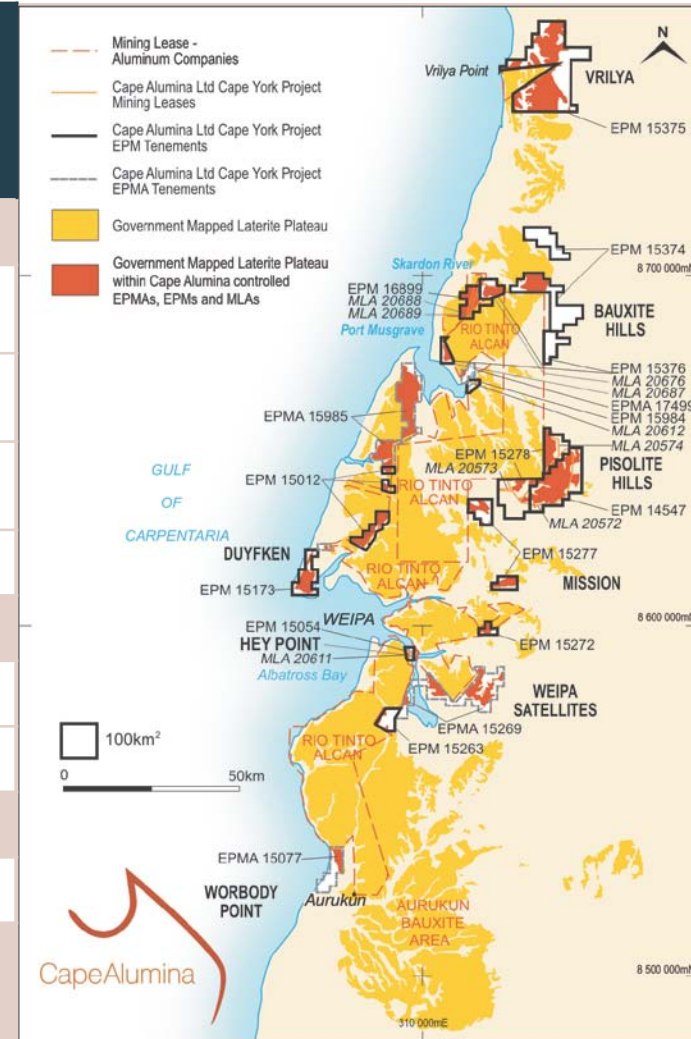 Mining Lease -
Aluminum Companies
Cape Alumina Ltd Cape York Project
Mining Leases
Cape Alumina Ltd Cape York Project
EPM Tenements
Cape Alumina Ltd Cape York Project
EPMA Tenements
Government Mapped Laterite Plateau
Government Mapped Laterite Plateau
within Cape Alumina controlled
EPMAs, EPMs and MLAs
N
Vrilya Point
VRILYA
EPM 15375
EPM 15374
Skardon River
8 700 000mN
EPM 16899
MLA 20688
MLA 20689
BAUXITE
HILLS
Port Musgrave
RIO TINTO
ALCAN
EPM 15376
MLA 20676
MLA 20687
EPMA 17499
EPM 15984
MLA 20612
EPMA 15985
MLA 20574
EPM 15278
MLA 20573
PISOLITE
HILLS
GULF
OF
CARPENTARIA
EPM 15012
RIO TINTO
ALCAN
EPM 14547
MLA 20572
DUYFKEN
EPM 15277
RIO TINTO
ALCAN
MISSION
EPM 15173
WEIPA
8 600 000mN
EPM 15054
HEY POINT
MLA 20611
EPM 15272
Albatross Bay
WEIPA
SATELLITES
EPMA 15269
100km²
RIO TINTO
ALCAN
EPM 15263
0
50km
EPMA 15077
WORBODY
POINT
Aurukun
AURUKUN
BAUXITE
AREA
CapeAlumina
8 500 000mN
310 000mE